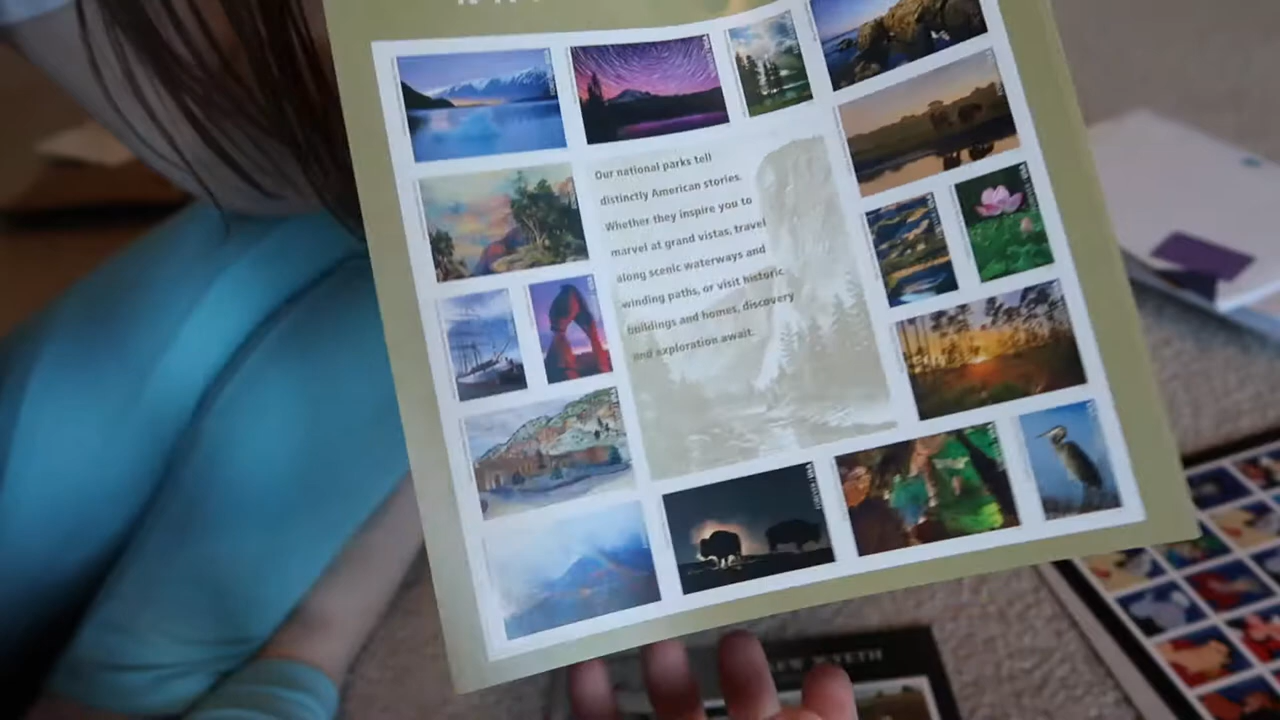 Our national parks tell
distinctly American stories.
Whether they inspire you to
marvel at grand vistas, travel
along scenic waterways and
winding paths, or visit historic
buildings and homes, discovery
and exploration await.
WYETH